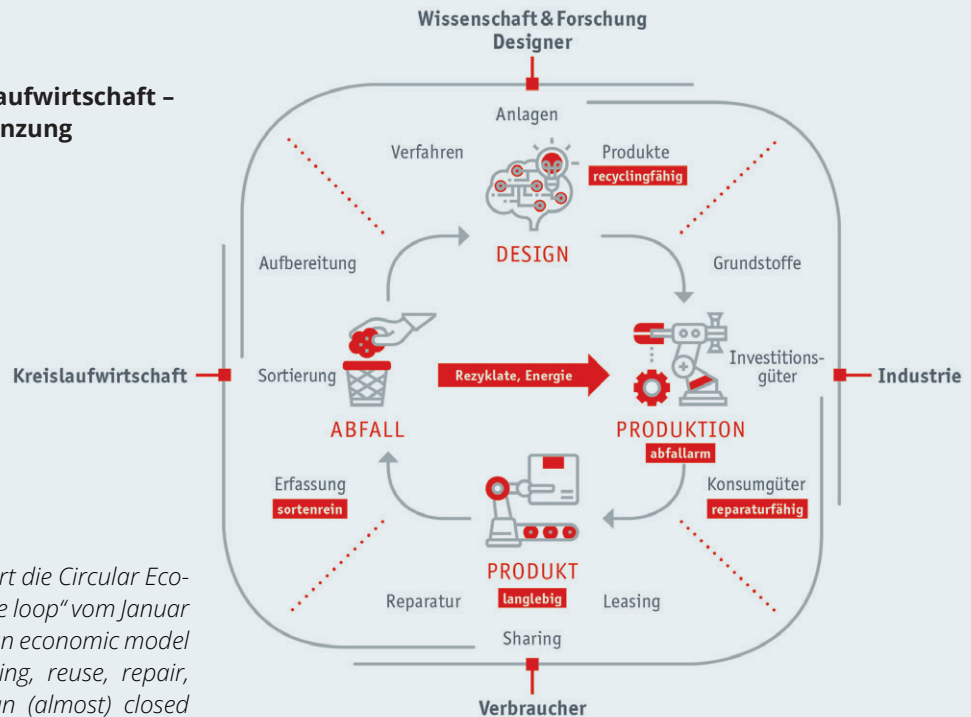 Wissenschaft & Forschung
Designer
aufwirtschaft –
nzung
Anlagen
Verfahren
Produkte
recyclingfähig
DESIGN
Aufbereitung
Grundstoffe
Kreislaufwirtschaft
Sortierung
Rezyklate, Energie
Investitions-
güter
Industrie
ABFALL
PRODUKTION
abfallarm
Erfassung
sortenrein
Konsumgüter
reparaturfähig
PRODUKT
langlebig
Reparatur
Leasing
Sharing
Verbraucher
rt die Circular Eco-
e loop“ vom Januar
n economic model
ing, reuse, repair,
n (almost) closed